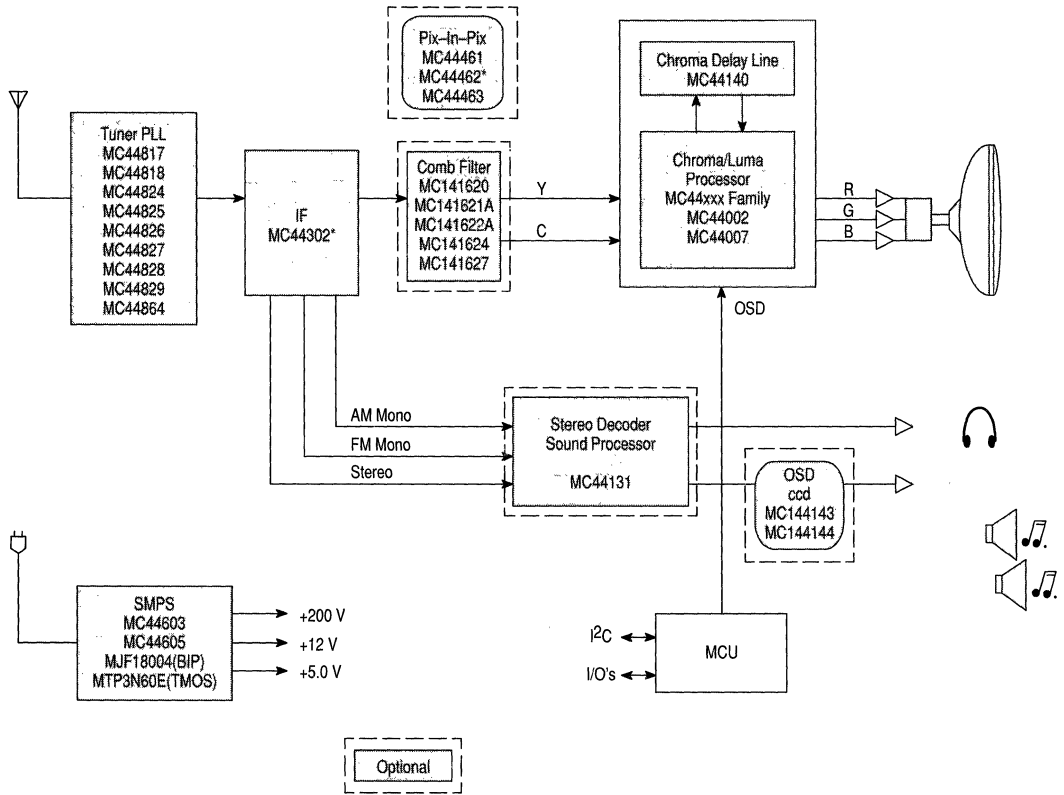 Pix–In–Pix
MC44461
MC44462*
MC44463
Chroma Delay Line
MC44140
Tuner PLL
MC44817
MC44818
MC44824
MC44825
MC44826
MC44827
MC44828
MC44829
MC44864
IF
MC44302*
Comb Filter
MC141620
MC141621A
MC141622A
MC141624
MC141627
Y
C
Chroma/Luma
Processor
MC44xxx Family
MC44002
MC44007
R
G
B
OSD
AM Mono
FM Mono
Stereo
Stereo Decoder
Sound Processor
MC44131
OSD
ccd
MC144143
MC144144
SMPS
MC44603
MC44605
MJF18004(BIP)
MTP3N60E(TMOS)
+200 V
+12 V
+5.0 V
I²C
I/O's
MCU
Optional